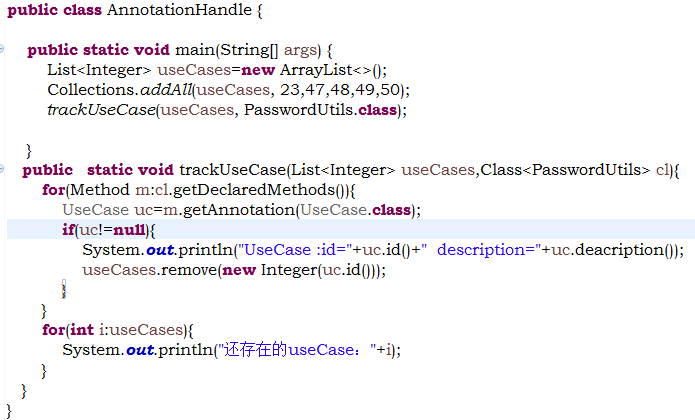 public class AnnotationHandle {
public static void main(String[] args) {
List<Integer> useCases=new ArrayList<>();
Collections.addAll(useCases, 23,47,48,49,50);
trackUseCase(useCases, PasswordUtils.class);
}
public static void trackUseCase(List<Integer> useCases,Class<PasswordUtils> cl){
for(Method m:cl.getDeclaredMethods()){
UseCase uc=m.getAnnotation(UseCase.class);
if(uc!=null){
System.out.println("UseCase :id="+uc.id()+" description="+uc.deacription());
useCases.remove(new Integer(uc.id()));
}
}
for(int i:useCases){
System.out.println("还存在的useCase："+i);
}
}
}